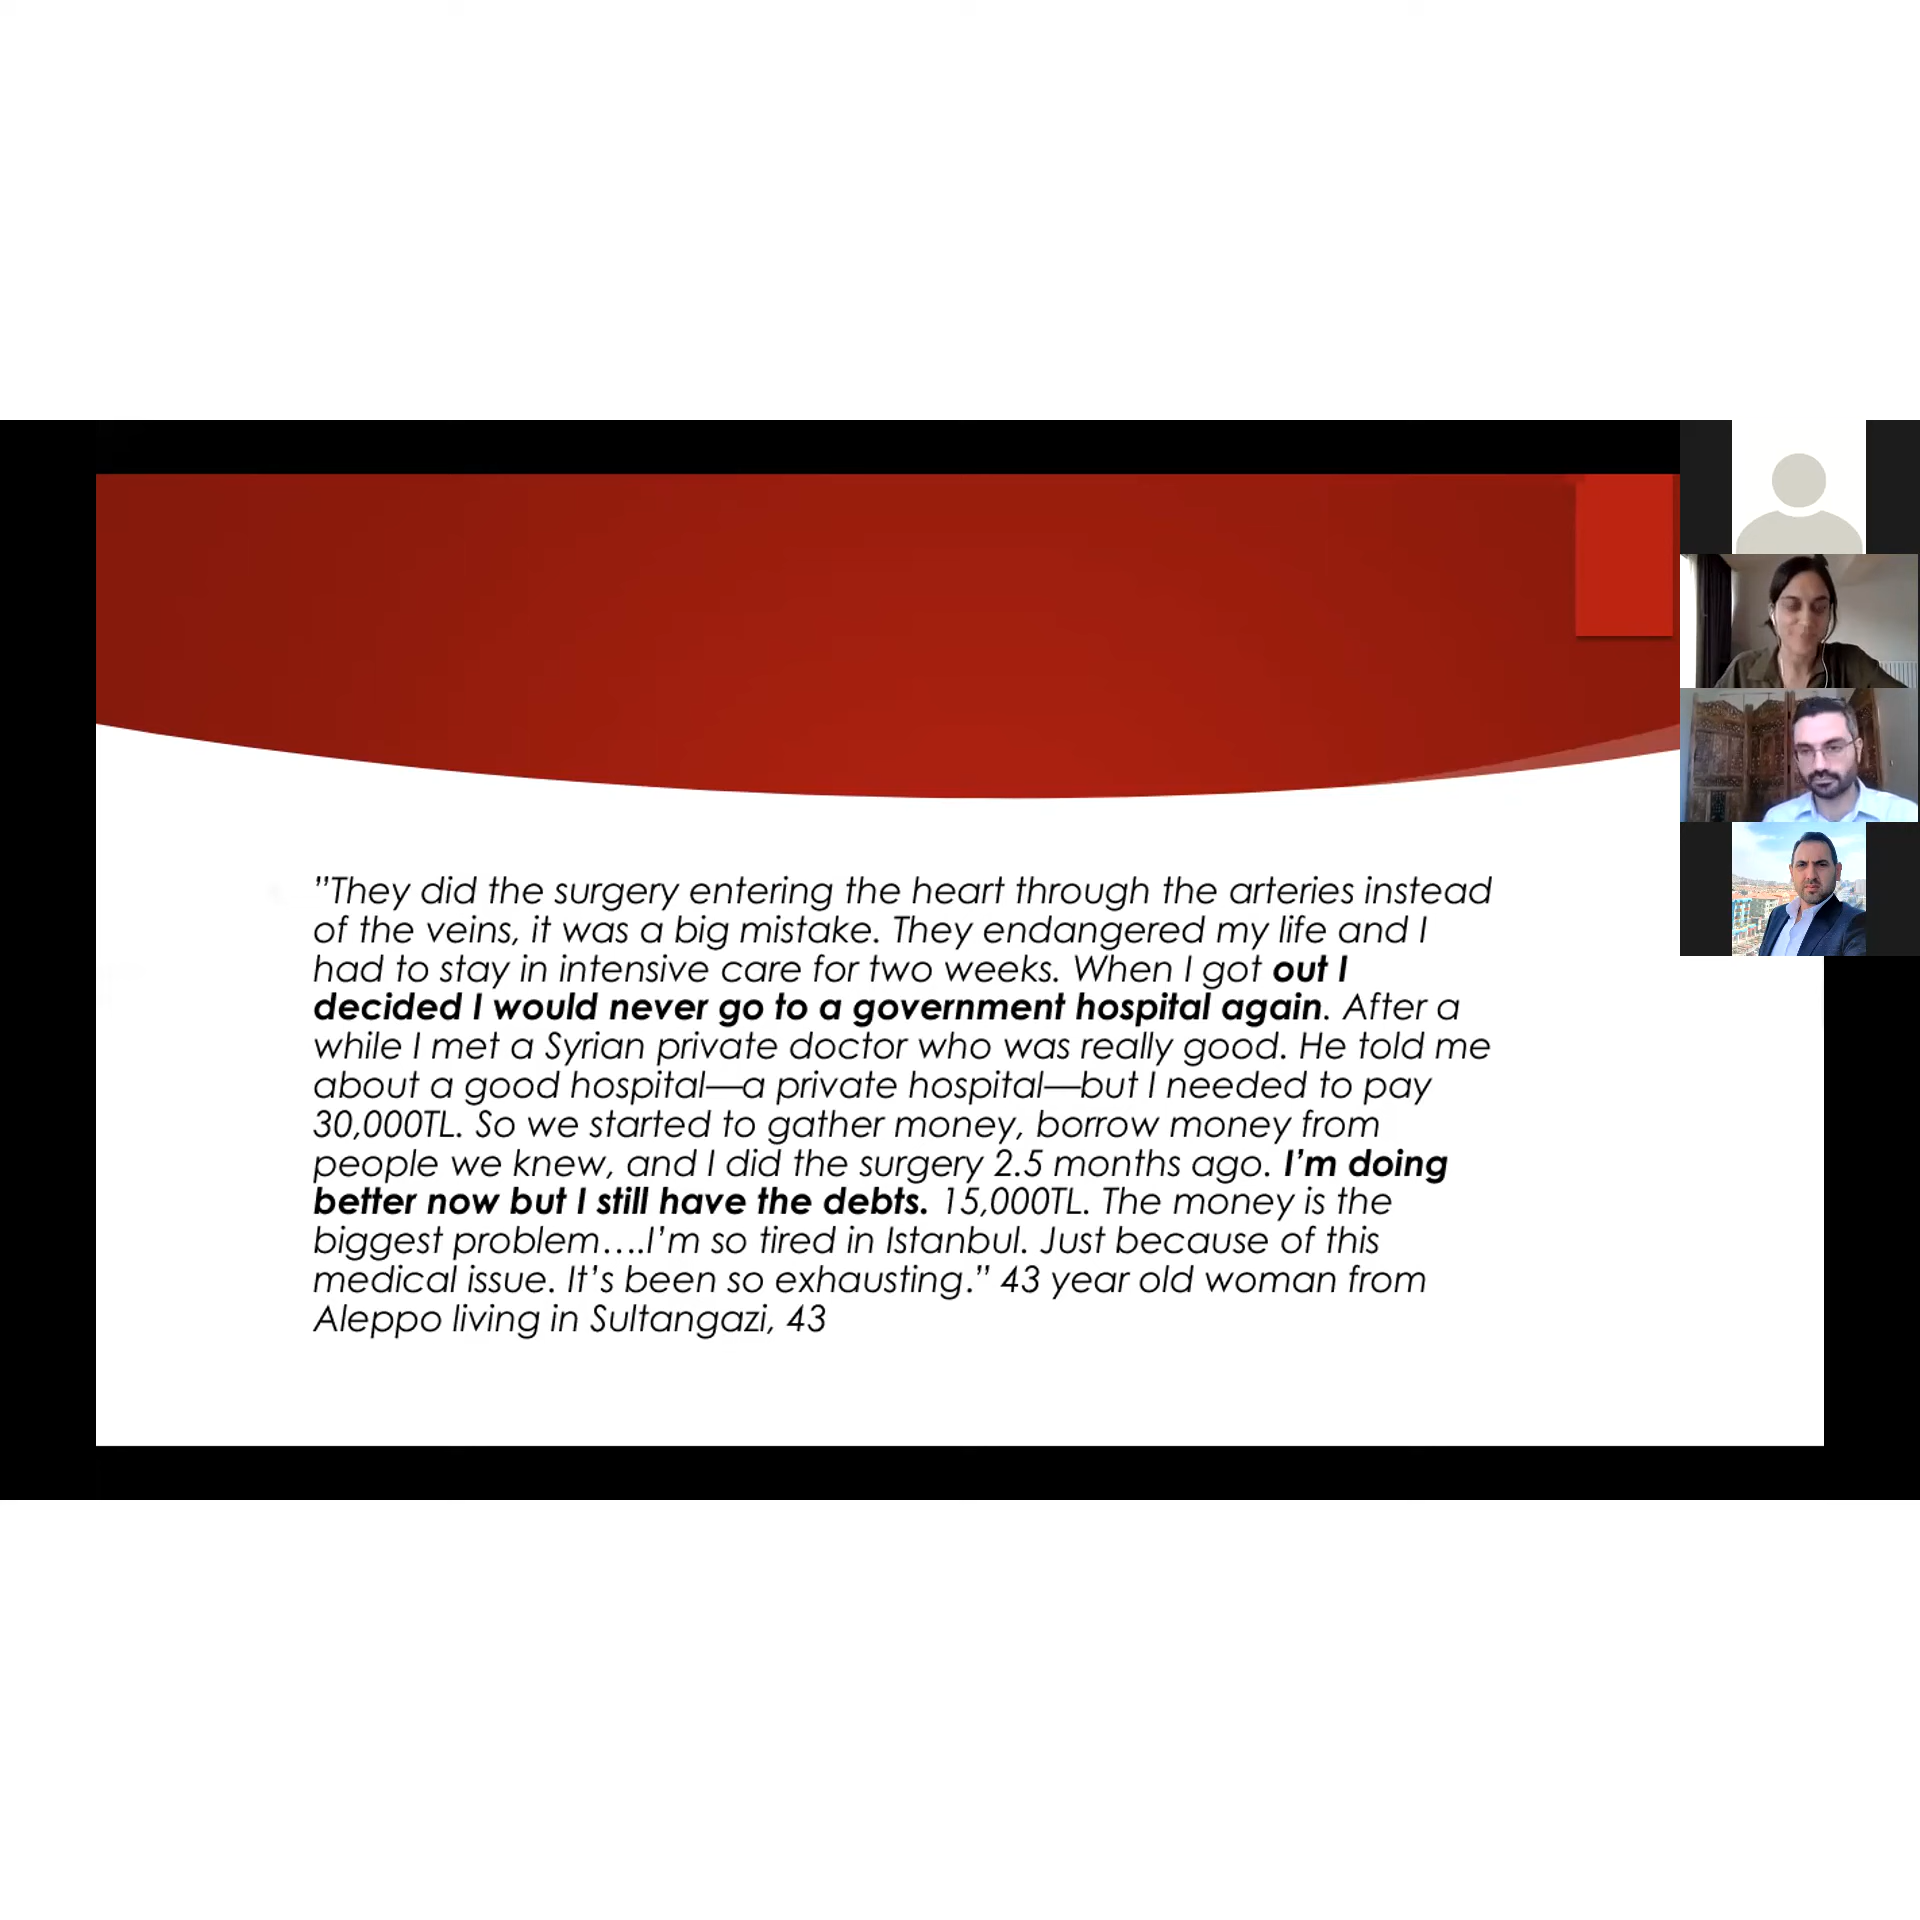 ”They did the surgery entering the heart through the arteries instead
of the veins, it was a big mistake. They endangered my life and I
had to stay in intensive care for two weeks. When I got out I
decided I would never go to a government hospital again. After a
while I met a Syrian private doctor who was really good. He told me
about a good hospital—a private hospital—but I needed to pay
30,000TL. So we started to gather money, borrow money from
people we knew, and I did the surgery 2.5 months ago. I’m doing
better now but I still have the debts. 15,000TL. The money is the
biggest problem….I’m so tired in Istanbul. Just because of this
medical issue. It’s been so exhausting.” 43 year old woman from
Aleppo living in Sultangazi, 43